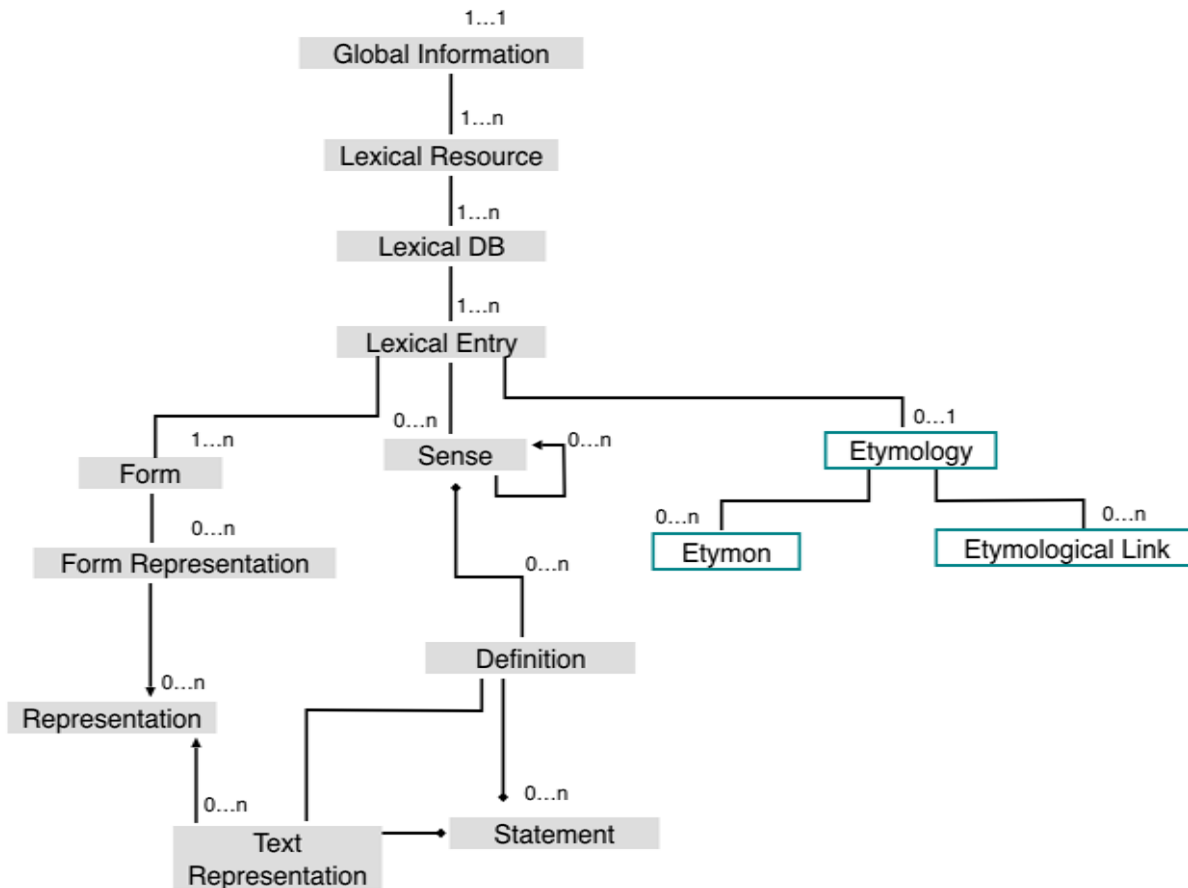 1…1
Global Information
1…n
Lexical Resource
1…n
Lexical DB
1…n
Lexical Entry
0…n
0…n
0…1
1…n
Sense
Etymology
Form
0…n
0…n
0…n
Form Representation
Etymon
Etymological Link
0…n
Definition
0…n
Representation
0…n
0…n
Text
Representation
Statement